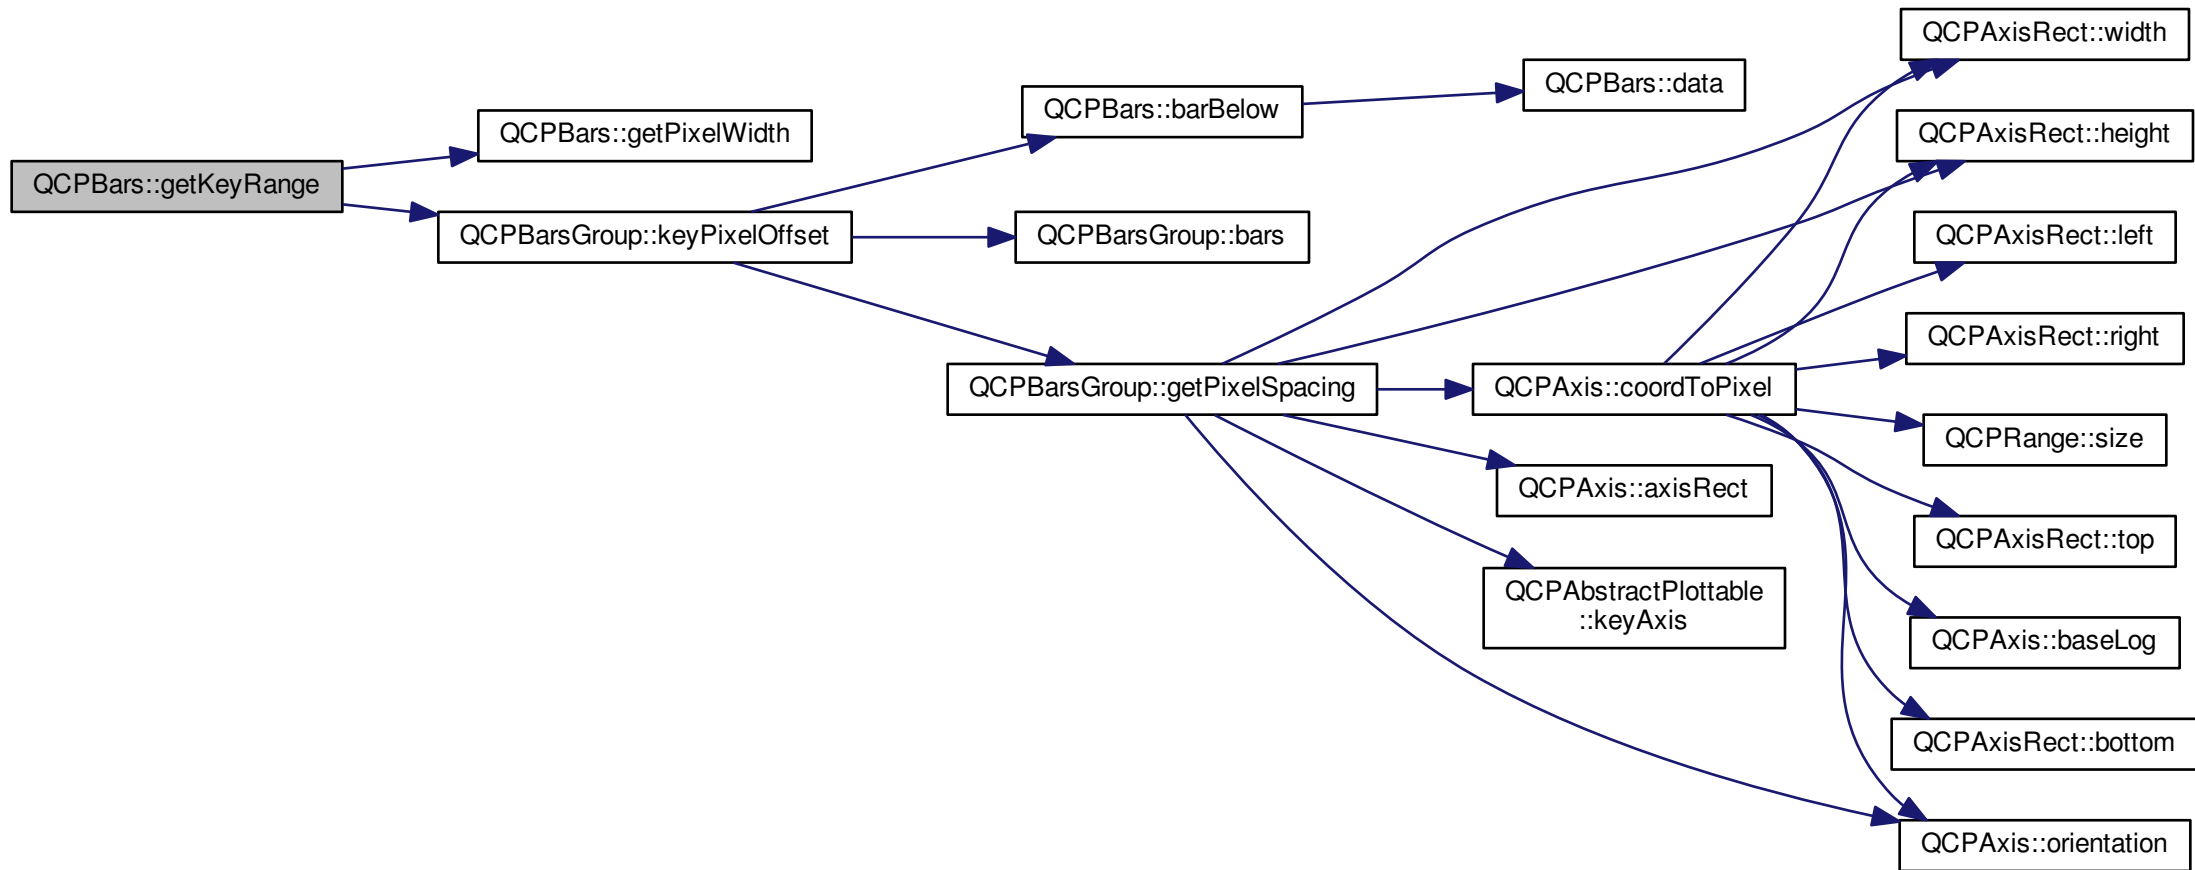 QCPBars::getKeyRange
QCPBars::getPixelWidth
QCPBarsGroup::keyPixelOffset
QCPBars::barBelow
QCPBarsGroup::bars
QCPBarsGroup::getPixelSpacing
QCPBars::data
QCPAxis::coordToPixel
QCPAxis::axisRect
QCPAbstractPlottable
::keyAxis
QCPAxisRect::width
QCPAxisRect::height
QCPAxisRect::left
QCPAxisRect::right
QCPRange::size
QCPAxisRect::top
QCPAxis::baseLog
QCPAxisRect::bottom
QCPAxis::orientation